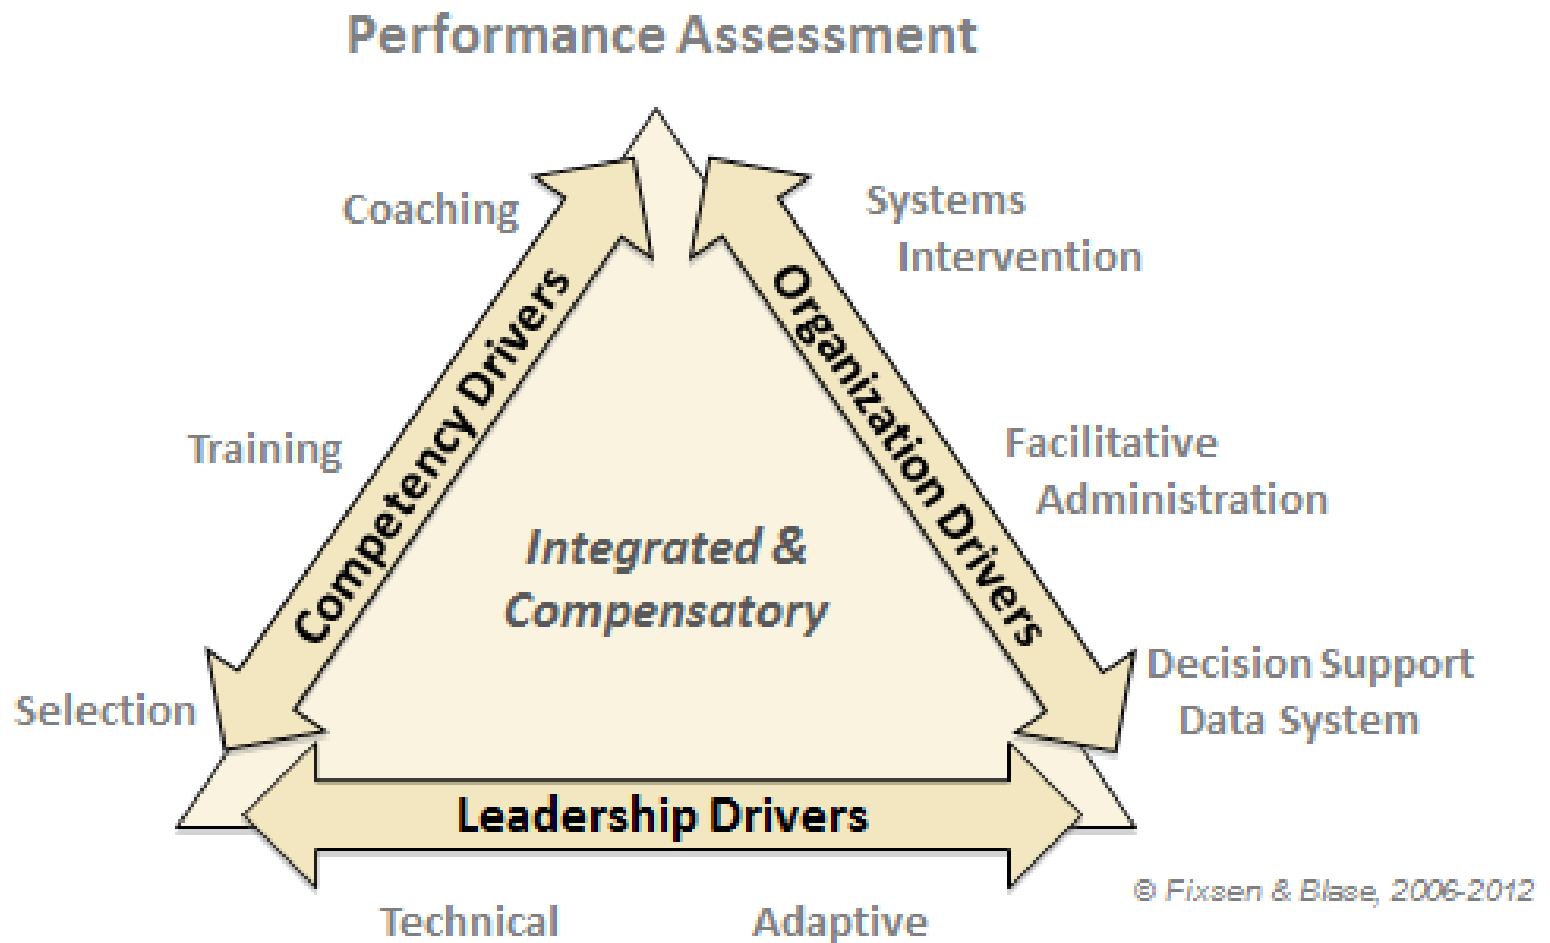 Performance Assessment
Coaching
Systems
Intervention
Competency Drivers
Organization Drivers
Training
Facilitative
Administration
Integrated &
Compensatory
Selection
Decision Support
Data System
Leadership Drivers
© Fixsen & Blase, 2006-2012
Technical
Adaptive